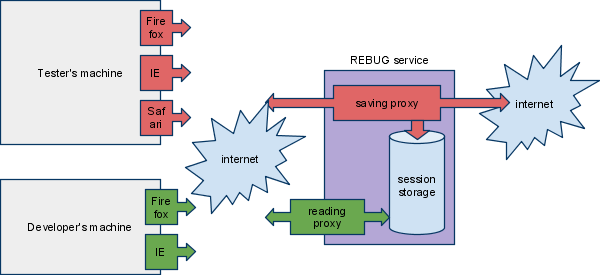 Fire
fox
Tester's machine
IE
Saf
ari
REBUG service
saving proxy
internet
internet
session
storage
Fire
fox
reading
proxy
Developer's machine
IE